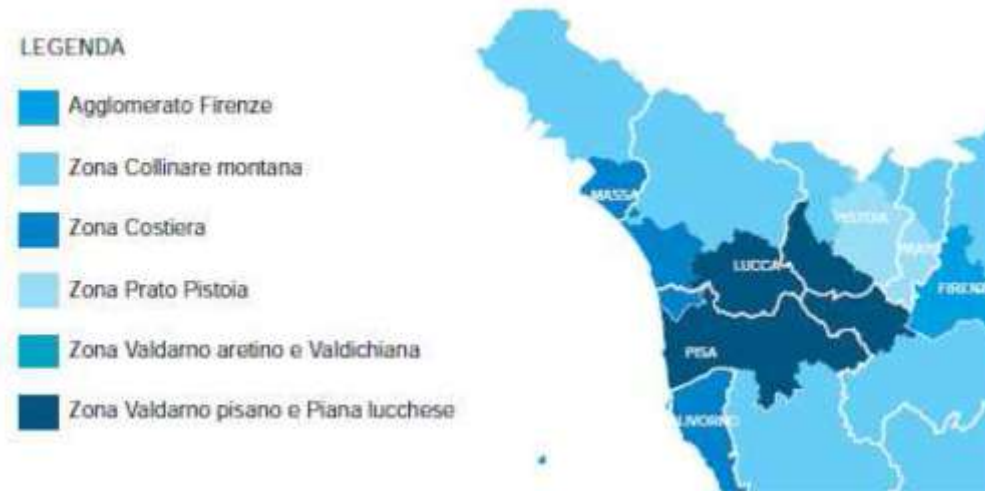 LEGENDA
Agglomerato Firenze
Zona Collinare montana
Zona Costiera
Zona Prato Pistoia
Zona Valdarno aretino e Valdichiana
Zona Valdarno pisano e Piana lucchese
MASSA
PISTOIA
PRATO
LUCCA
FIRENZ
PISA
LIVORNO